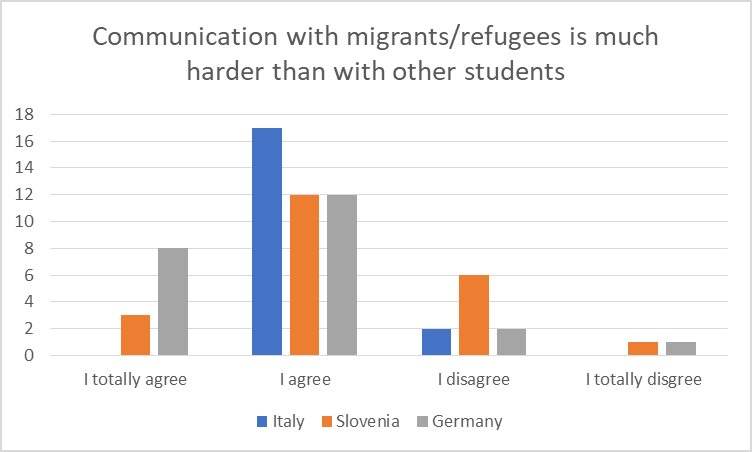 Communication with migrants/refugees is much
harder than with other students
18
16
14
12
10
8
6
4
2
0
I totally agree I agree I disagree I totally disgree
Italy Slovenia Germany